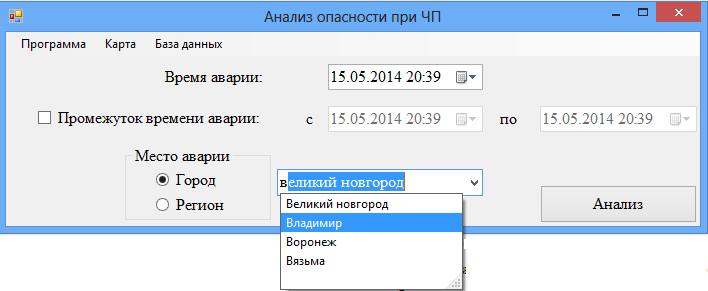 Анализ опасности при ЧП
Программа Карта База данных
Время аварии: 15.05.2014 20:39
Промежуток времени аварии: с 15.05.2014 20:39 по 15.05.2014 20:39
Место аварии
Город
Регион
великий новгород
Великий новгород
Владимир
Воронеж
Вязьма
Анализ